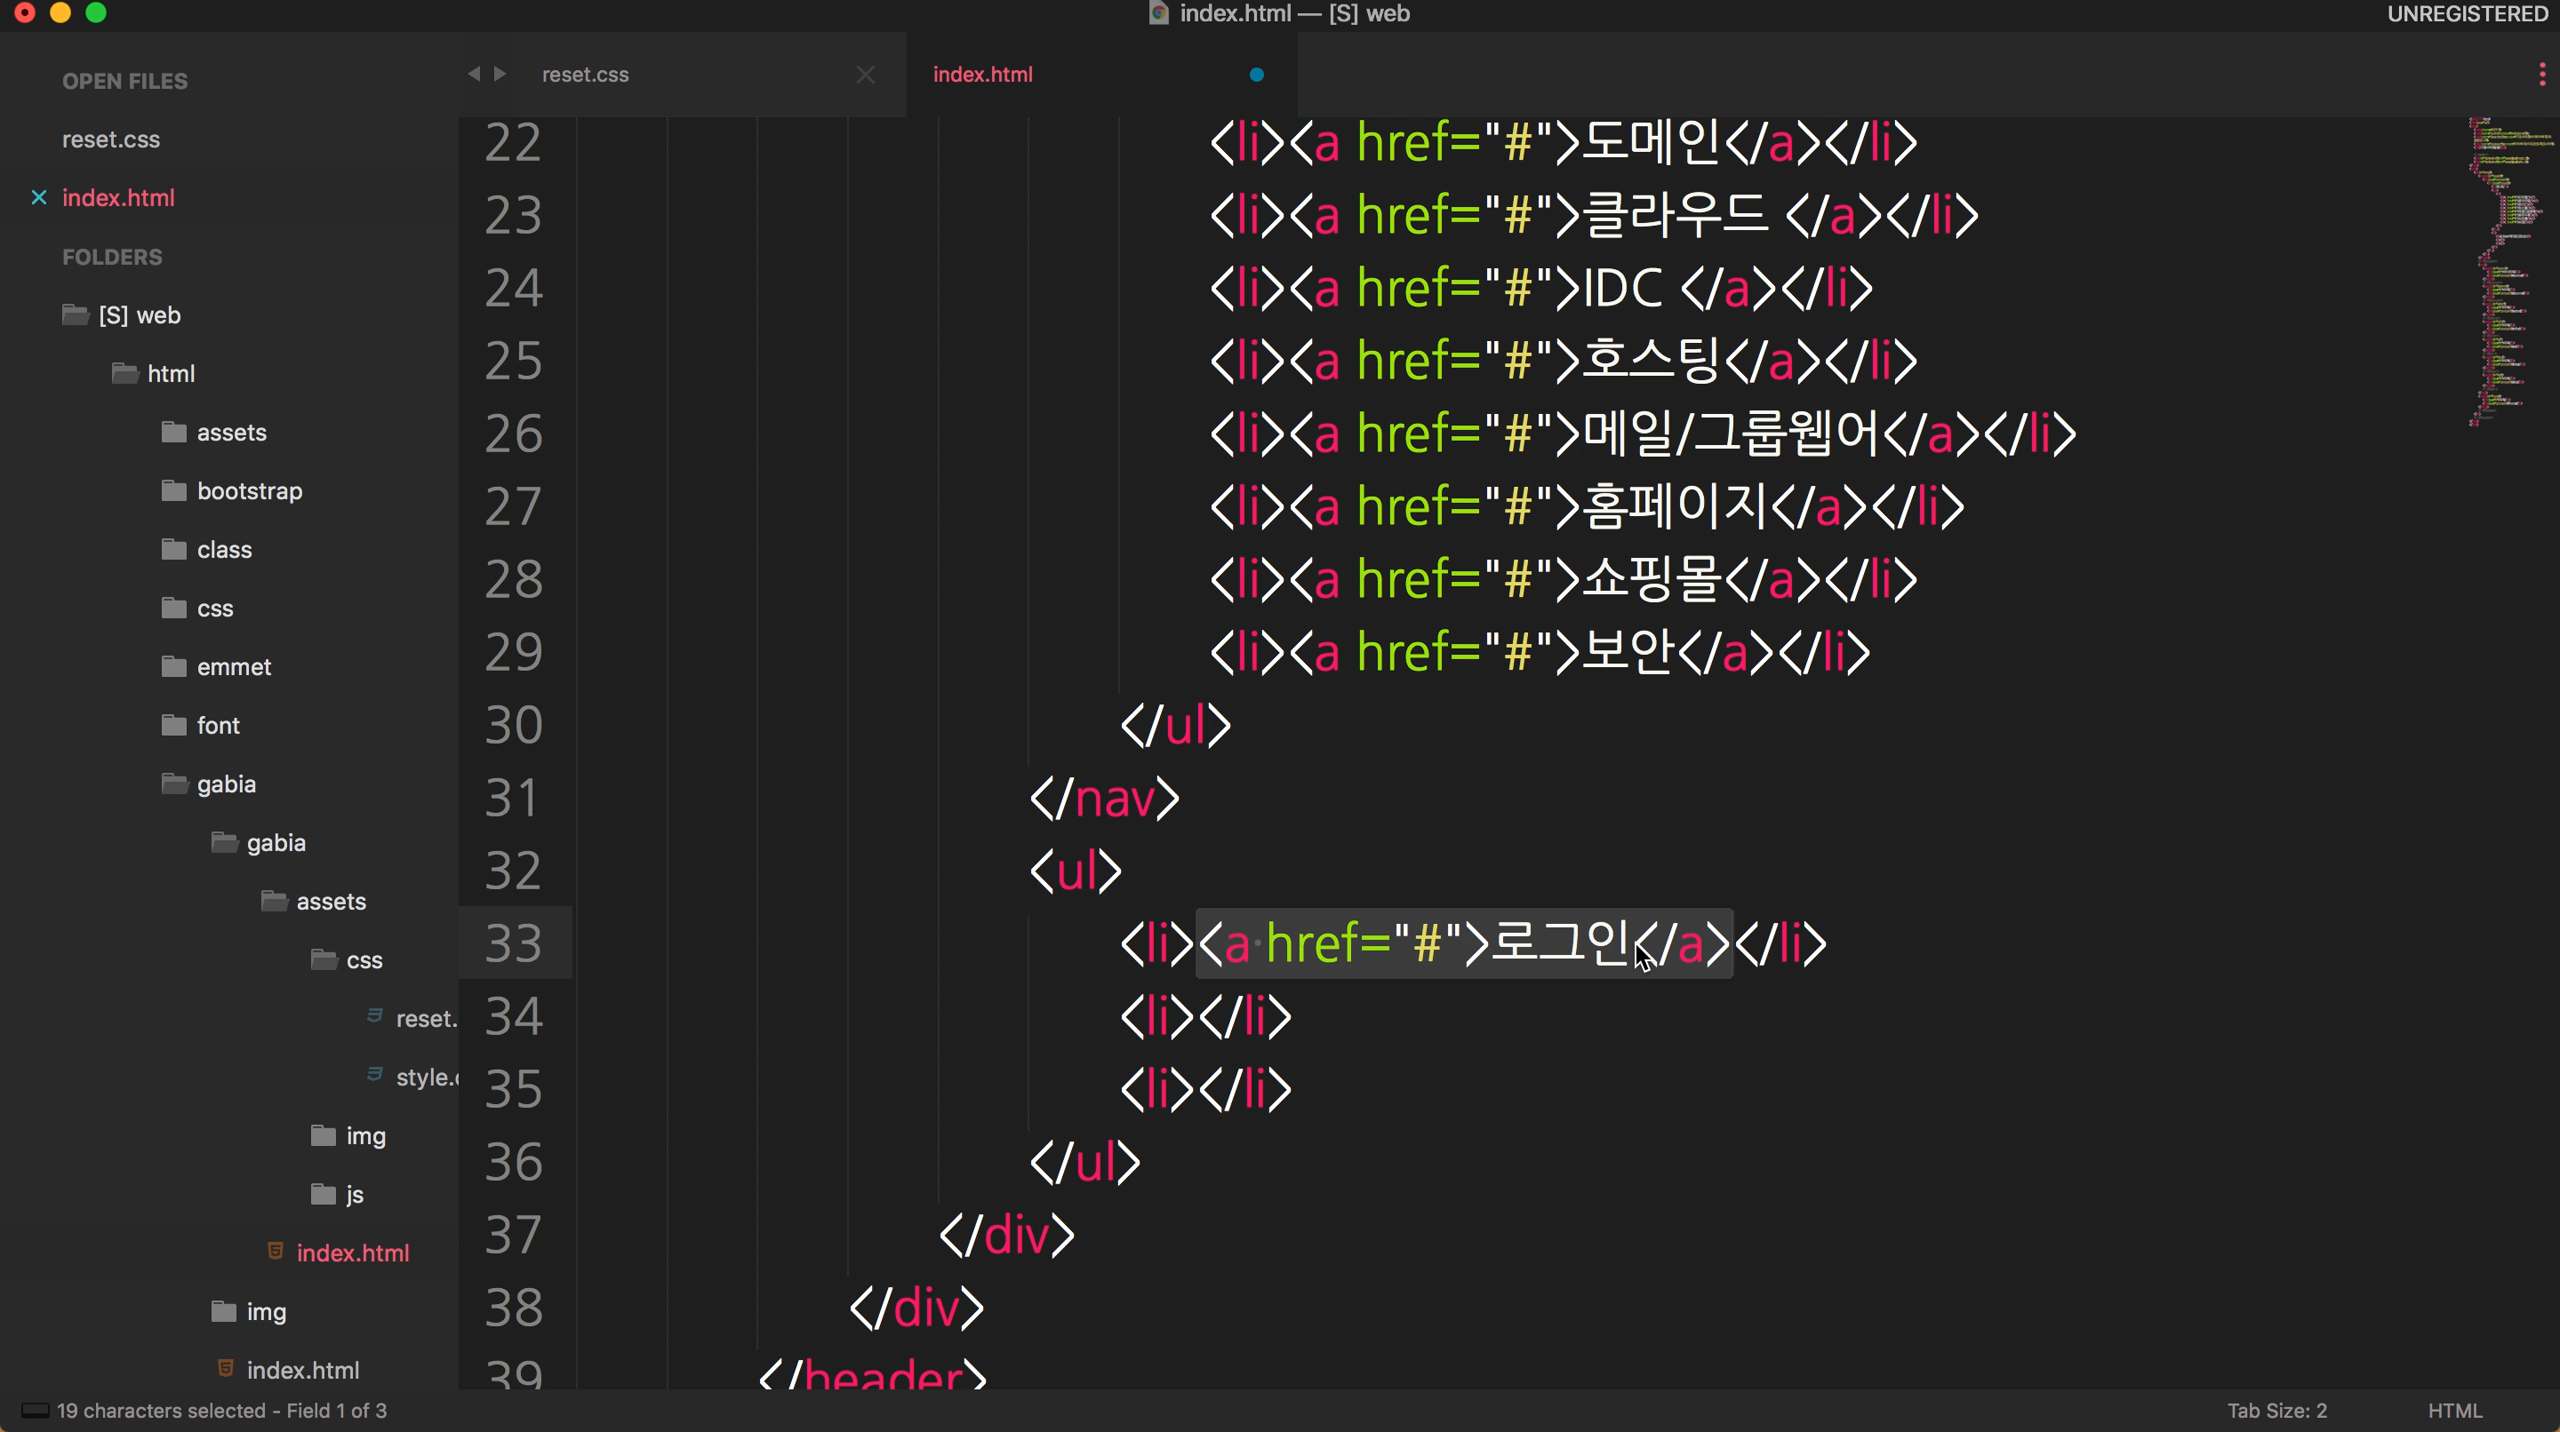 index.html — [S] web
UNREGISTERED
OPEN FILES
reset.css
index.html
FOLDERS
[S] web
html
assets
bootstrap
class
css
emmet
font
gabia
gabia
assets
css
reset.
style.
img
js
index.html
img
index.html
reset.css
index.html
22 <li><a href="#">도메인</a></li>
23 <li><a href="#">클라우드 </a></li>
24 <li><a href="#">IDC </a></li>
25 <li><a href="#">호스팅</a></li>
26 <li><a href="#">메일/그룹웹어</a></li>
27 <li><a href="#">홈페이지</a></li>
28 <li><a href="#">쇼핑몰</a></li>
29 <li><a href="#">보안</a></li>
30 </ul>
31 </nav>
32 <ul>
33 <li><a href="#">로그인</a></li>
34 <li></li>
35 <li></li>
36 </ul>
37 </div>
38 </div>
39 </header>
19 characters selected - Field 1 of 3
Tab Size: 2
HTML